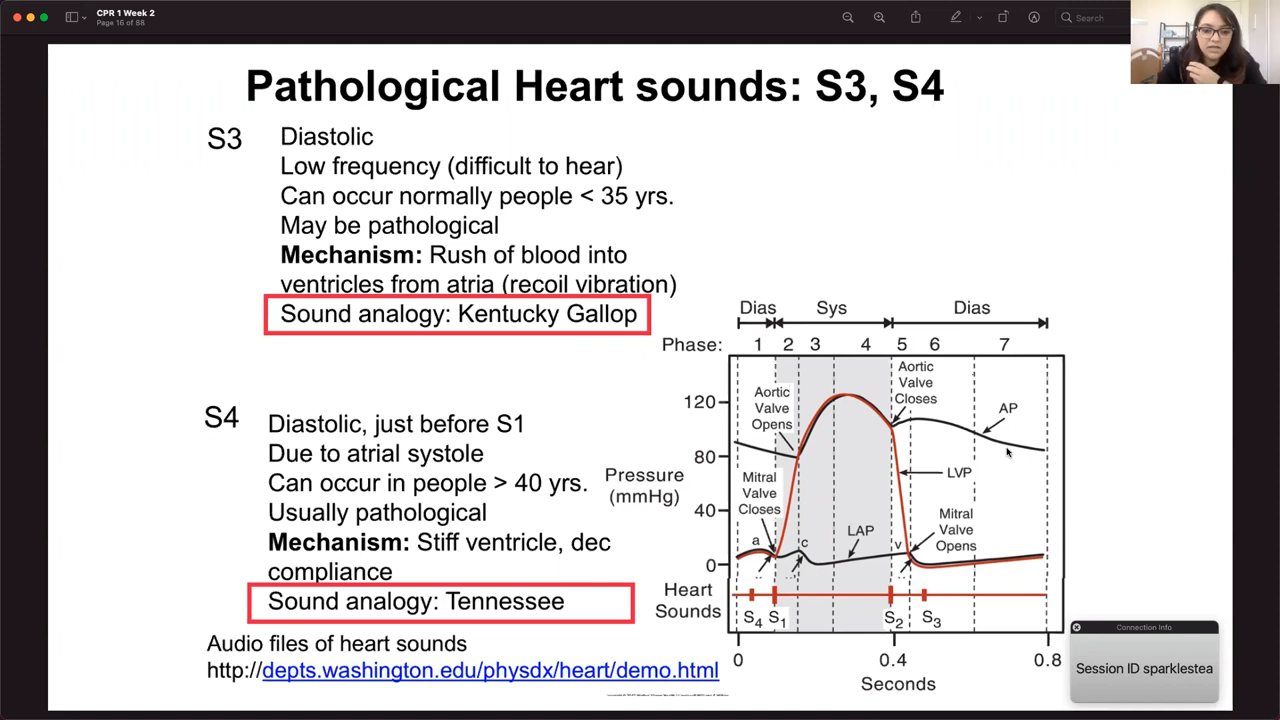 CPR 1 Week 2
Page 16 of 88
Search
Pathological Heart sounds: S3, S4
S3
Diastolic
Low frequency (difficult to hear)
Can occur normally people < 35 yrs.
May be pathological
Mechanism: Rush of blood into
ventricles from atria (recoil vibration)
Sound analogy: Kentucky Gallop
S4
Diastolic, just before S1
Due to atrial systole
Can occur in people > 40 yrs.
Usually pathological
Mechanism: Stiff ventricle, dec
compliance
Sound analogy: Tennessee
Audio files of heart sounds
http://depts.washington.edu/physdx/heart/demo.html
Dias Sys Dias
Phase: 1 2 3 4 5 6 7
Aortic
Valve
Opens
Aortic
Valve
Closes
AP
120
80
40
0
Pressure
(mmHg)
Mitral
Valve
Closes
LVP
Mitral
Valve
Opens
a
c
LAP
v
Heart
Sounds
S4 S1 S2 S3
0 0.4 0.8
Seconds
Connection Info
Session ID sparklestea